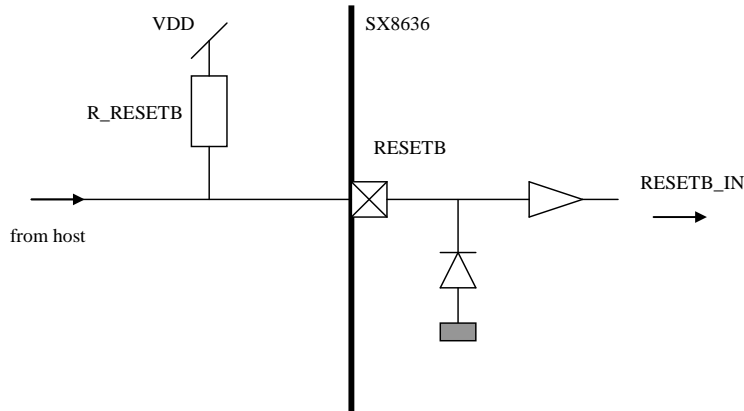 VDD
SX8636
R_RESETB
RESETB
RESETB_IN
from host